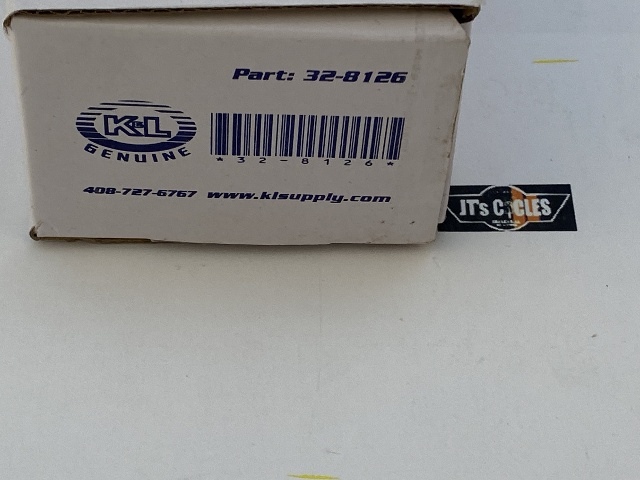 Part: 32-8126
K&L
GENUINE
*32-8126*
408-727-6767 www.klsupply.com
JT's CYCLES